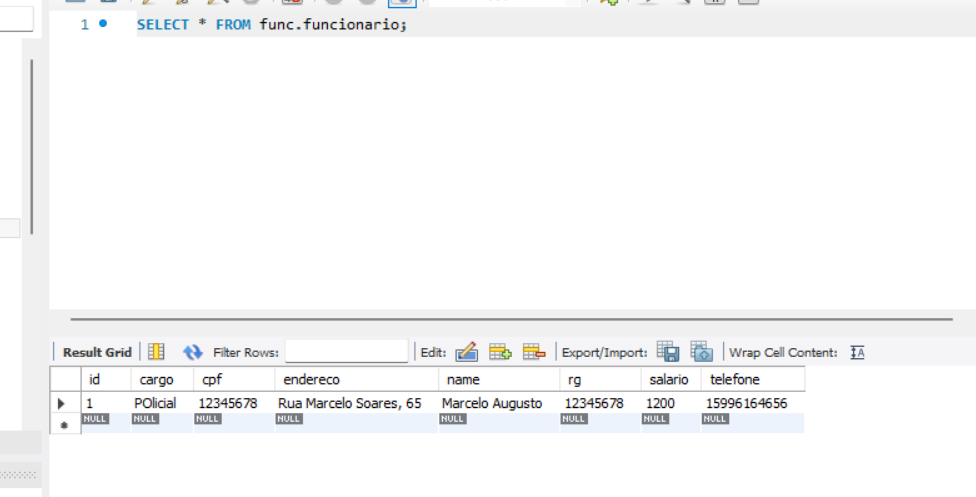 1 SELECT * FROM func.funcionario;
Result Grid Filter Rows: Edit: Export/Import: Wrap Cell Content:
id cargo cpf endereco name rg salario telefone
1 POlicial 12345678 Rua Marcelo Soares, 65 Marcelo Augusto 12345678 1200 15996164656
NULL NULL NULL NULL NULL NULL NULL NULL